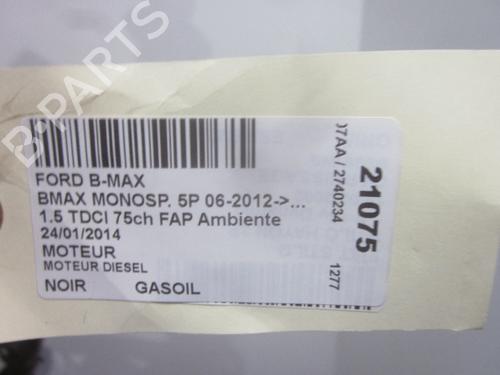 FORD B-MAX
BMAX MONOSP. 5P 06-2012->...
1.5 TDCI 75ch FAP Ambiente
24/01/2014
MOTEUR
MOTEUR DIESEL
NOIR GASOIL
07AA / 2740234
1277
21075
B-PARTS